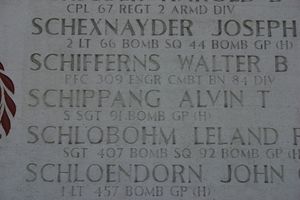 CPL 67 REGT 2 ARMD DIV
SCHEXNAYDER JOSEPH
2 LT 66 BOMB SQ 44 BOMB GP (H)
SCHIFFERNS WALTER B
PFC 309 ENGR CMBT BN 84 DIV
SCHIPPANG ALVIN T
S SGT 91 BOMB GP (H)
SCHLOBOHM LELAND
SGT 407 BOMB SQ 92 BOMB GP (H)
SCHLOENDORN JOHN
1 LT 457 BOMB GP (H)